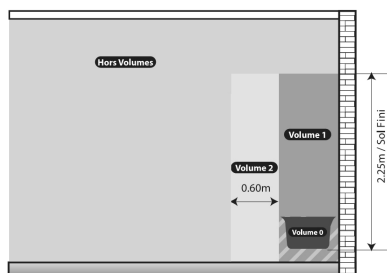 Hors Volumes
Volume 1
Volume 2
0.60m
Volume 0
2.25m / Sol Fini